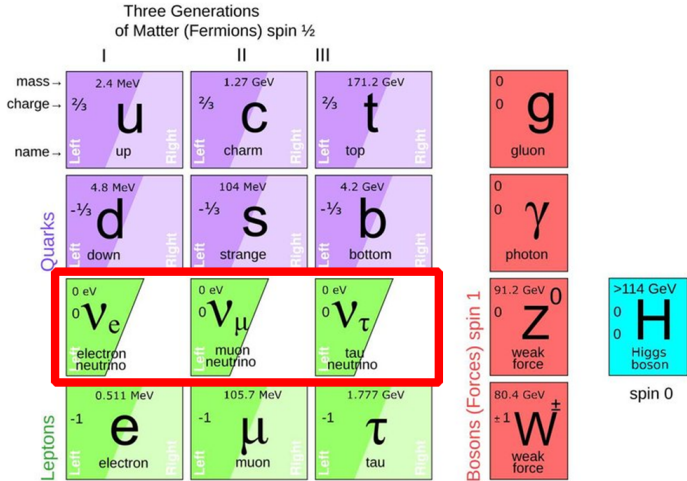 Three Generations
of Matter (Fermions) spin ½
I II III
mass→
charge→
name→
2.4 MeV
⅔
u
Left
up
Right
1.27 GeV
⅔
c
Left
charm
Right
171.2 GeV
⅔
t
Left
top
Right
0
0
g
gluon
Quarks
4.8 MeV
-⅓
d
Left
down
Right
104 MeV
-⅓
s
Left
strange
Right
4.2 GeV
-⅓
b
Left
bottom
Right
0
0
γ
photon
0 eV
0
νe
Left
electron
neutrino
0 eV
0
νμ
Left
muon
neutrino
0 eV
0
ντ
Left
tau
neutrino
91.2 GeV
0
Z0
weak
force
>114 GeV
0
0
H
Higgs
boson
spin 0
Leptons
0.511 MeV
-1
e
Left
electron
Right
105.7 MeV
-1
μ
Left
muon
Right
1.777 GeV
-1
τ
Left
tau
Right
80.4 GeV
±1
W±
weak
force
Bosons (Forces) spin 1